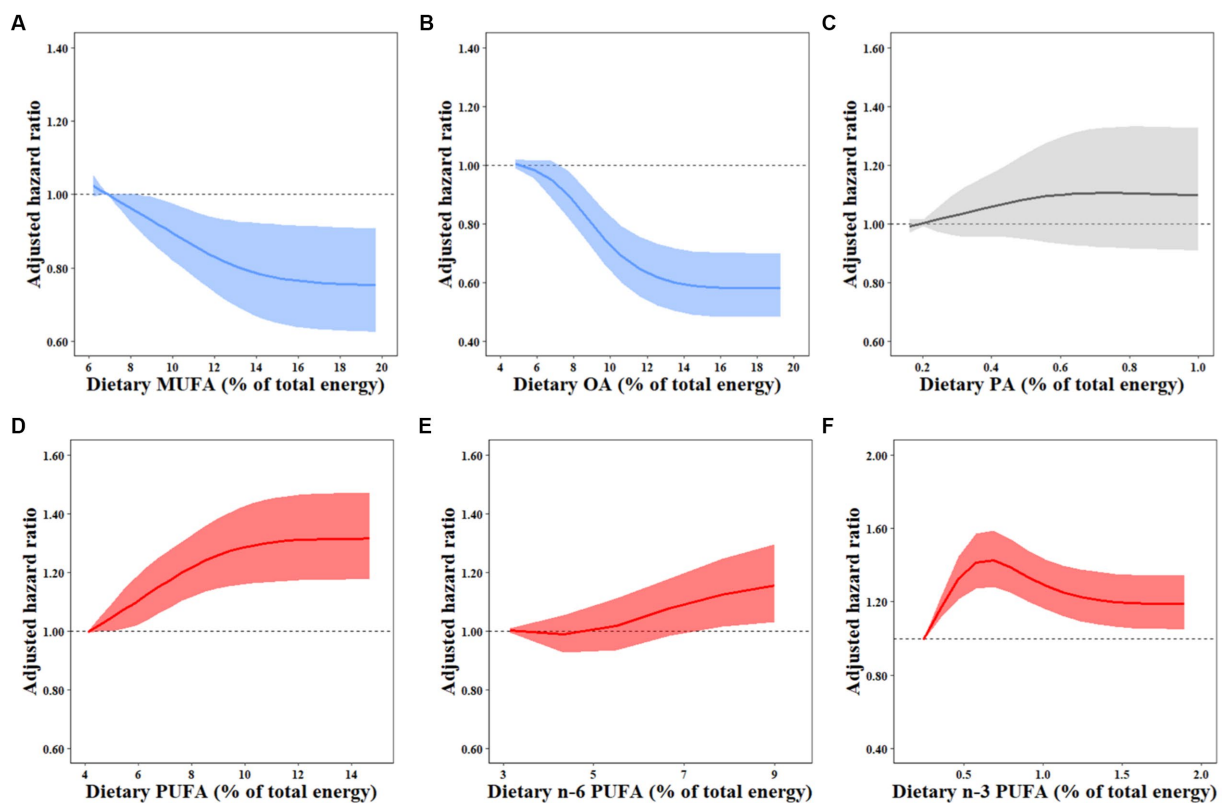 A
Adjusted hazard ratio
1.40
1.20
1.00
0.80
0.60
6 8 10 12 14 16 18 20
Dietary MUFA (% of total energy)
B
Adjusted hazard ratio
1.40
1.20
1.00
0.80
0.60
0.40
4 6 8 10 12 14 16 18 20
Dietary OA (% of total energy)
C
Adjusted hazard ratio
1.60
1.40
1.20
1.00
0.80
0.60
0.2 0.4 0.6 0.8 1.0
Dietary PA (% of total energy)
D
Adjusted hazard ratio
1.60
1.40
1.20
1.00
0.80
0.60
4 6 8 10 12 14
Dietary PUFA (% of total energy)
E
Adjusted hazard ratio
1.60
1.40
1.20
1.00
0.80
0.60
3 5 7 9
Dietary n-6 PUFA (% of total energy)
F
Adjusted hazard ratio
2.00
1.60
1.20
0.80
0.40
0.5 1.0 1.5 2.0
Dietary n-3 PUFA (% of total energy)